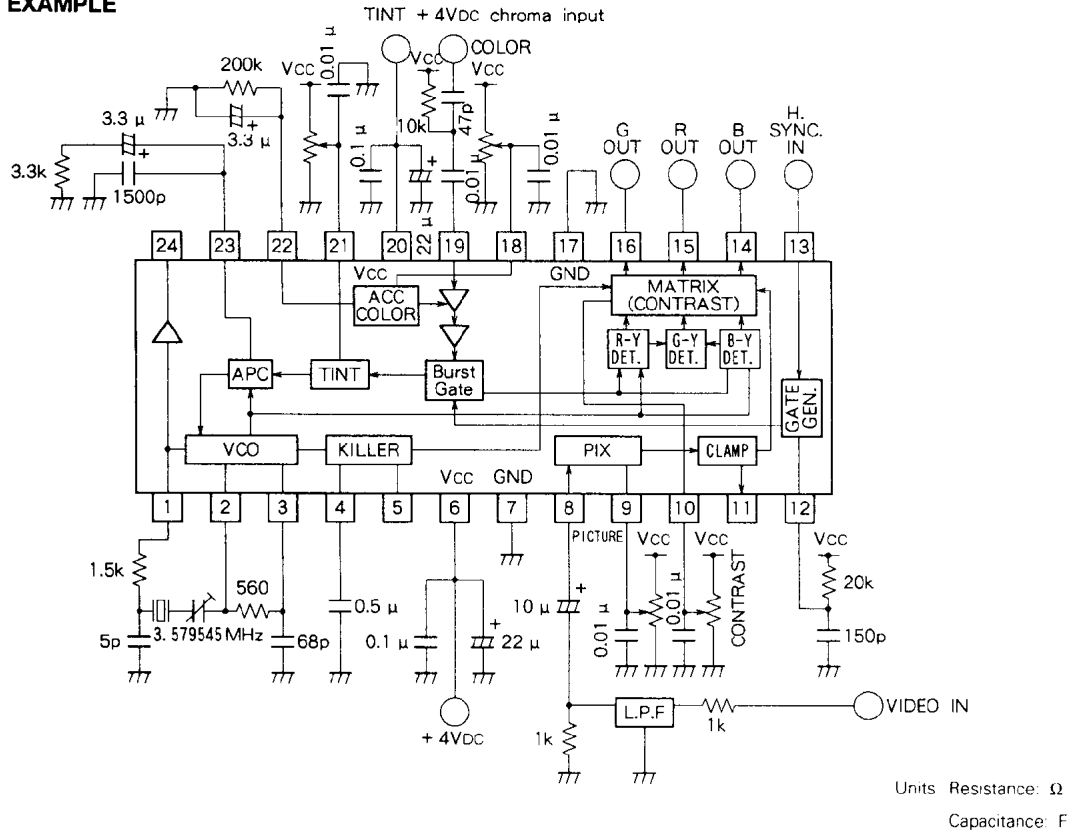 EXAMPLE
TINT + 4VDC chroma input
COLOR
200k
3.3 μ
3.3 μ
3.3k
1500p
VCC
0.01 μ
0.1 μ
VCC
10k
47p
22 μ
0.01 μ
VCC
0.01 μ
G OUT
R OUT
B OUT
H. SYNC. IN
24 23 22 21 20 19 18 17 16 15 14 13
VCC
GND
ACC COLOR
MATRIX (CONTRAST)
R-Y DET.
G-Y DET.
B-Y DET.
APC
TINT
Burst Gate
GATE GEN.
VCO
KILLER
PIX
CLAMP
VCC GND
1 2 3 4 5 6 7 8 9 10 11 12
PICTURE
VCC
VCC
VCC
1.5k
560
3.579545 MHz
5p
68p
0.5 μ
0.1 μ
22 μ
10 μ
0.01 μ
0.01 μ
CONTRAST
20k
150p
+ 4VDC
1k
L.P.F
1k
VIDEO IN
Units Resistance: Ω
Capacitance: F